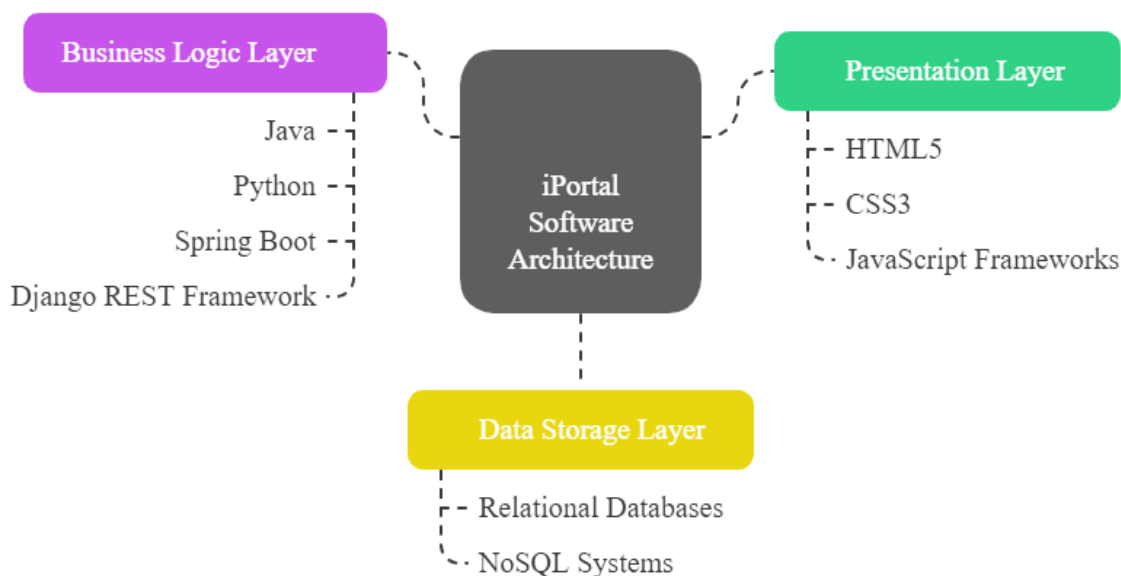 Business Logic Layer
Java
Python
Spring Boot
Django REST Framework
iPortal
Software
Architecture
Presentation Layer
HTML5
CSS3
JavaScript Frameworks
Data Storage Layer
Relational Databases
NoSQL Systems